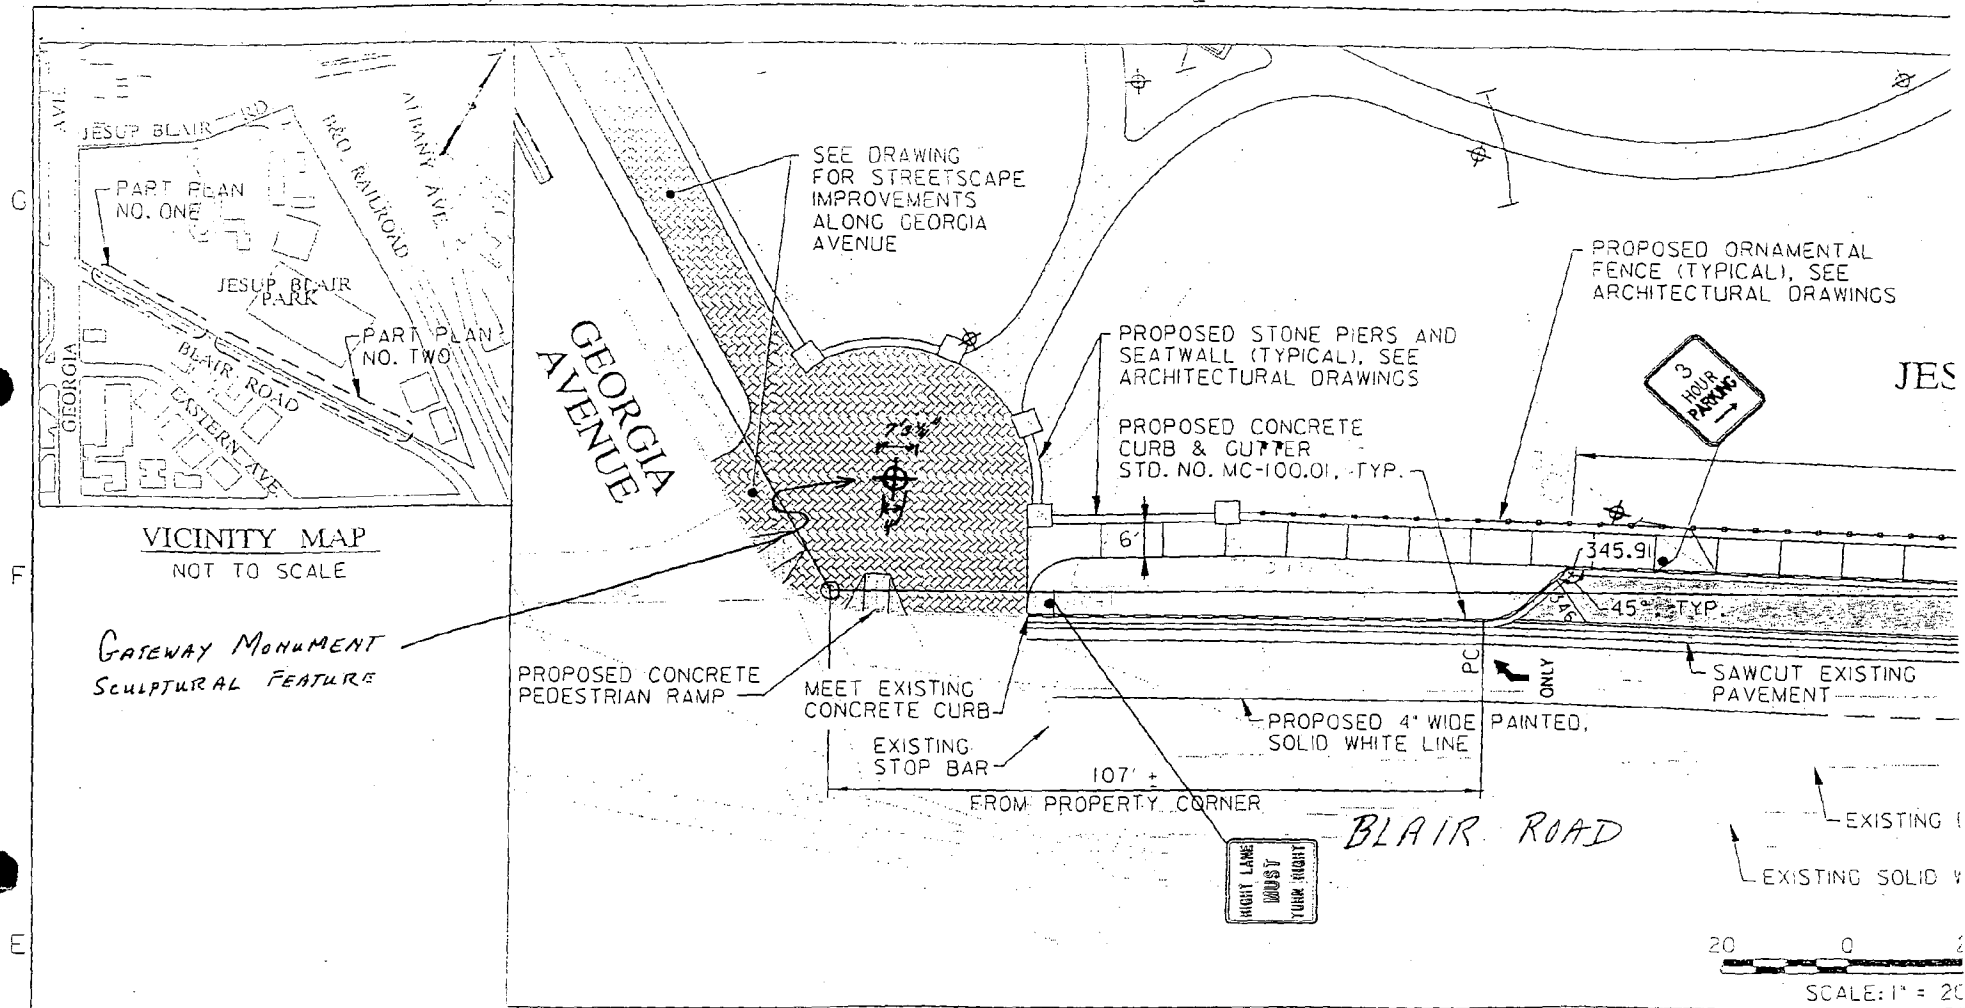 C
F
E
AVE
JESUP BLAIR RD
B&O. RAILROAD
ALBANY AVE
PART PLAN
NO. ONE
JESUP BLAIR
PARK
PART PLAN
NO. TWO
BLAIR ROAD
EASTERN AVE
GEORGIA
VICINITY MAP
NOT TO SCALE
GATEWAY MONUMENT
SCULPTURAL FEATURE
SEE DRAWING
FOR STREETSCAPE
IMPROVEMENTS
ALONG GEORGIA
AVENUE
GEORGIA
AVENUE
PROPOSED ORNAMENTAL
FENCE (TYPICAL), SEE
ARCHITECTURAL DRAWINGS
PROPOSED STONE PIERS AND
SEATWALL (TYPICAL), SEE
ARCHITECTURAL DRAWINGS
PROPOSED CONCRETE
CURB & GUTTER
STD. NO. MC-100.01, TYP.
3
HOUR
PARKING
JES
6'
345.91
346
45°, TYP.
PROPOSED CONCRETE
PEDESTRIAN RAMP
MEET EXISTING
CONCRETE CURB
EXISTING
STOP BAR
PC
ONLY
SAWCUT EXISTING
PAVEMENT
PROPOSED 4" WIDE PAINTED,
SOLID WHITE LINE
107' ±
FROM PROPERTY CORNER
BLAIR ROAD
RIGHT LANE
MUST
TURN RIGHT
EXISTING
EXISTING SOLID
20 0
SCALE: 1" = 20